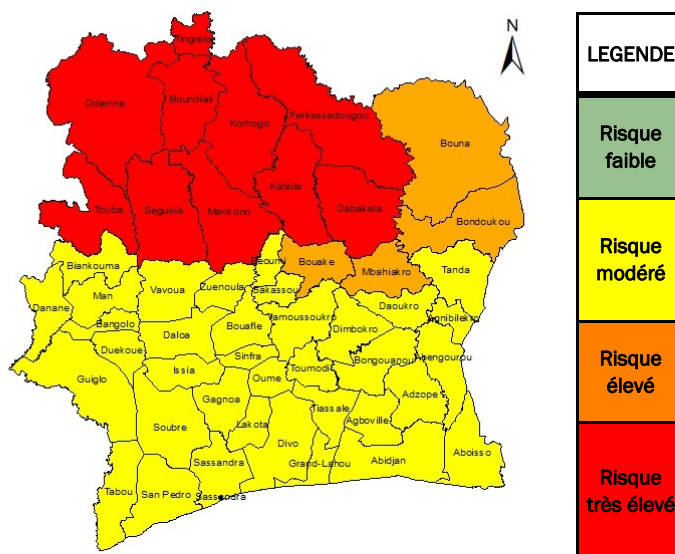 N
Tingrela
Odienne
Boundiali
Korhogo
Ferkessedougou
Bouna
Touba
Seguela
Mankono
Katiola
Dabakala
Bondoukou
Biankouma
Beoumi
Bouake
Mbahiakro
Tanda
Danane
Man
Vavoua
Zuenoula
Sakassou
Daoukro
Agnibilekro
Bangolo
Daloa
Bouafle
Yamoussoukro
Dimbokro
Duekoue
Sinfra
Bongouanou
Abengourou
Guiglo
Issia
Oume
Toumodi
Gagnoa
Adzope
Soubre
Lakota
Tiassale
Agboville
Divo
Aboisso
Sassandra
Grand-Lahou
Abidjan
Tabou
San Pedro
Sassandra
LEGENDE
Risque
faible
Risque
modéré
Risque
élevé
Risque
très élevé